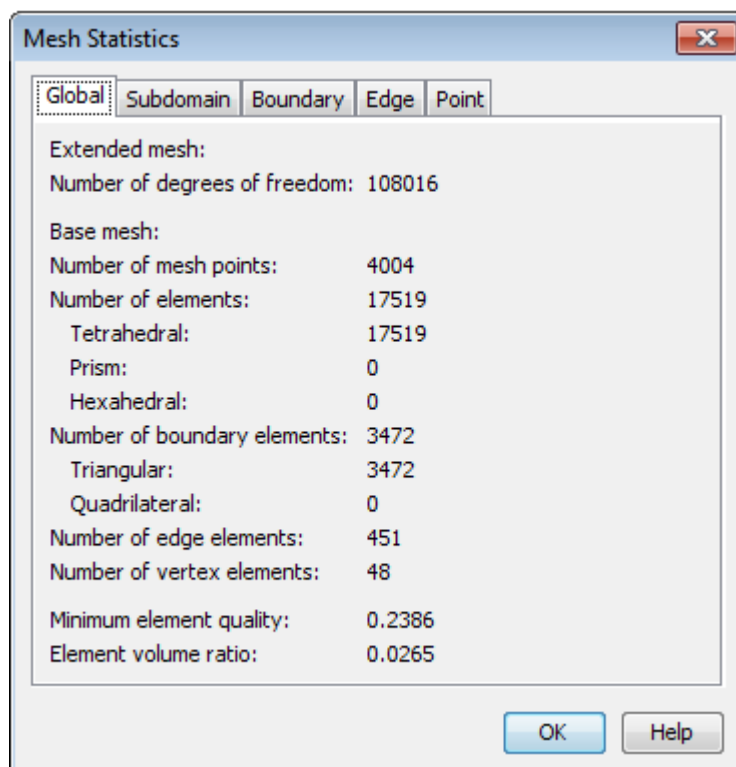 Mesh Statistics
Global Subdomain Boundary Edge Point
Extended mesh:
Number of degrees of freedom: 108016
Base mesh:
Number of mesh points: 4004
Number of elements: 17519
Tetrahedral: 17519
Prism: 0
Hexahedral: 0
Number of boundary elements: 3472
Triangular: 3472
Quadrilateral: 0
Number of edge elements: 451
Number of vertex elements: 48
Minimum element quality: 0.2386
Element volume ratio: 0.0265
OK Help